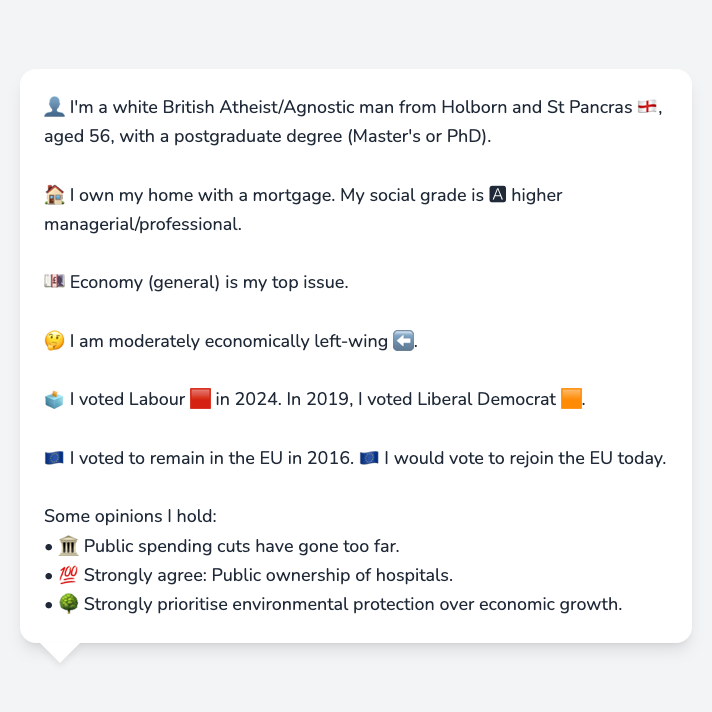 👤 I'm a white British Atheist/Agnostic man from Holborn and St Pancras 🏴󠁧󠁢󠁥󠁮󠁧󠁿,
aged 56, with a postgraduate degree (Master's or PhD).
🏠 I own my home with a mortgage. My social grade is 🅰 higher
managerial/professional.
💷 Economy (general) is my top issue.
🤔 I am moderately economically left-wing ⬅️.
🗳️ I voted Labour 🟥 in 2024. In 2019, I voted Liberal Democrat 🟧.
🇪🇺 I voted to remain in the EU in 2016. 🇪🇺 I would vote to rejoin the EU today.
Some opinions I hold:
• 🏛️ Public spending cuts have gone too far.
• 💯 Strongly agree: Public ownership of hospitals.
• 🌳 Strongly prioritise environmental protection over economic growth.